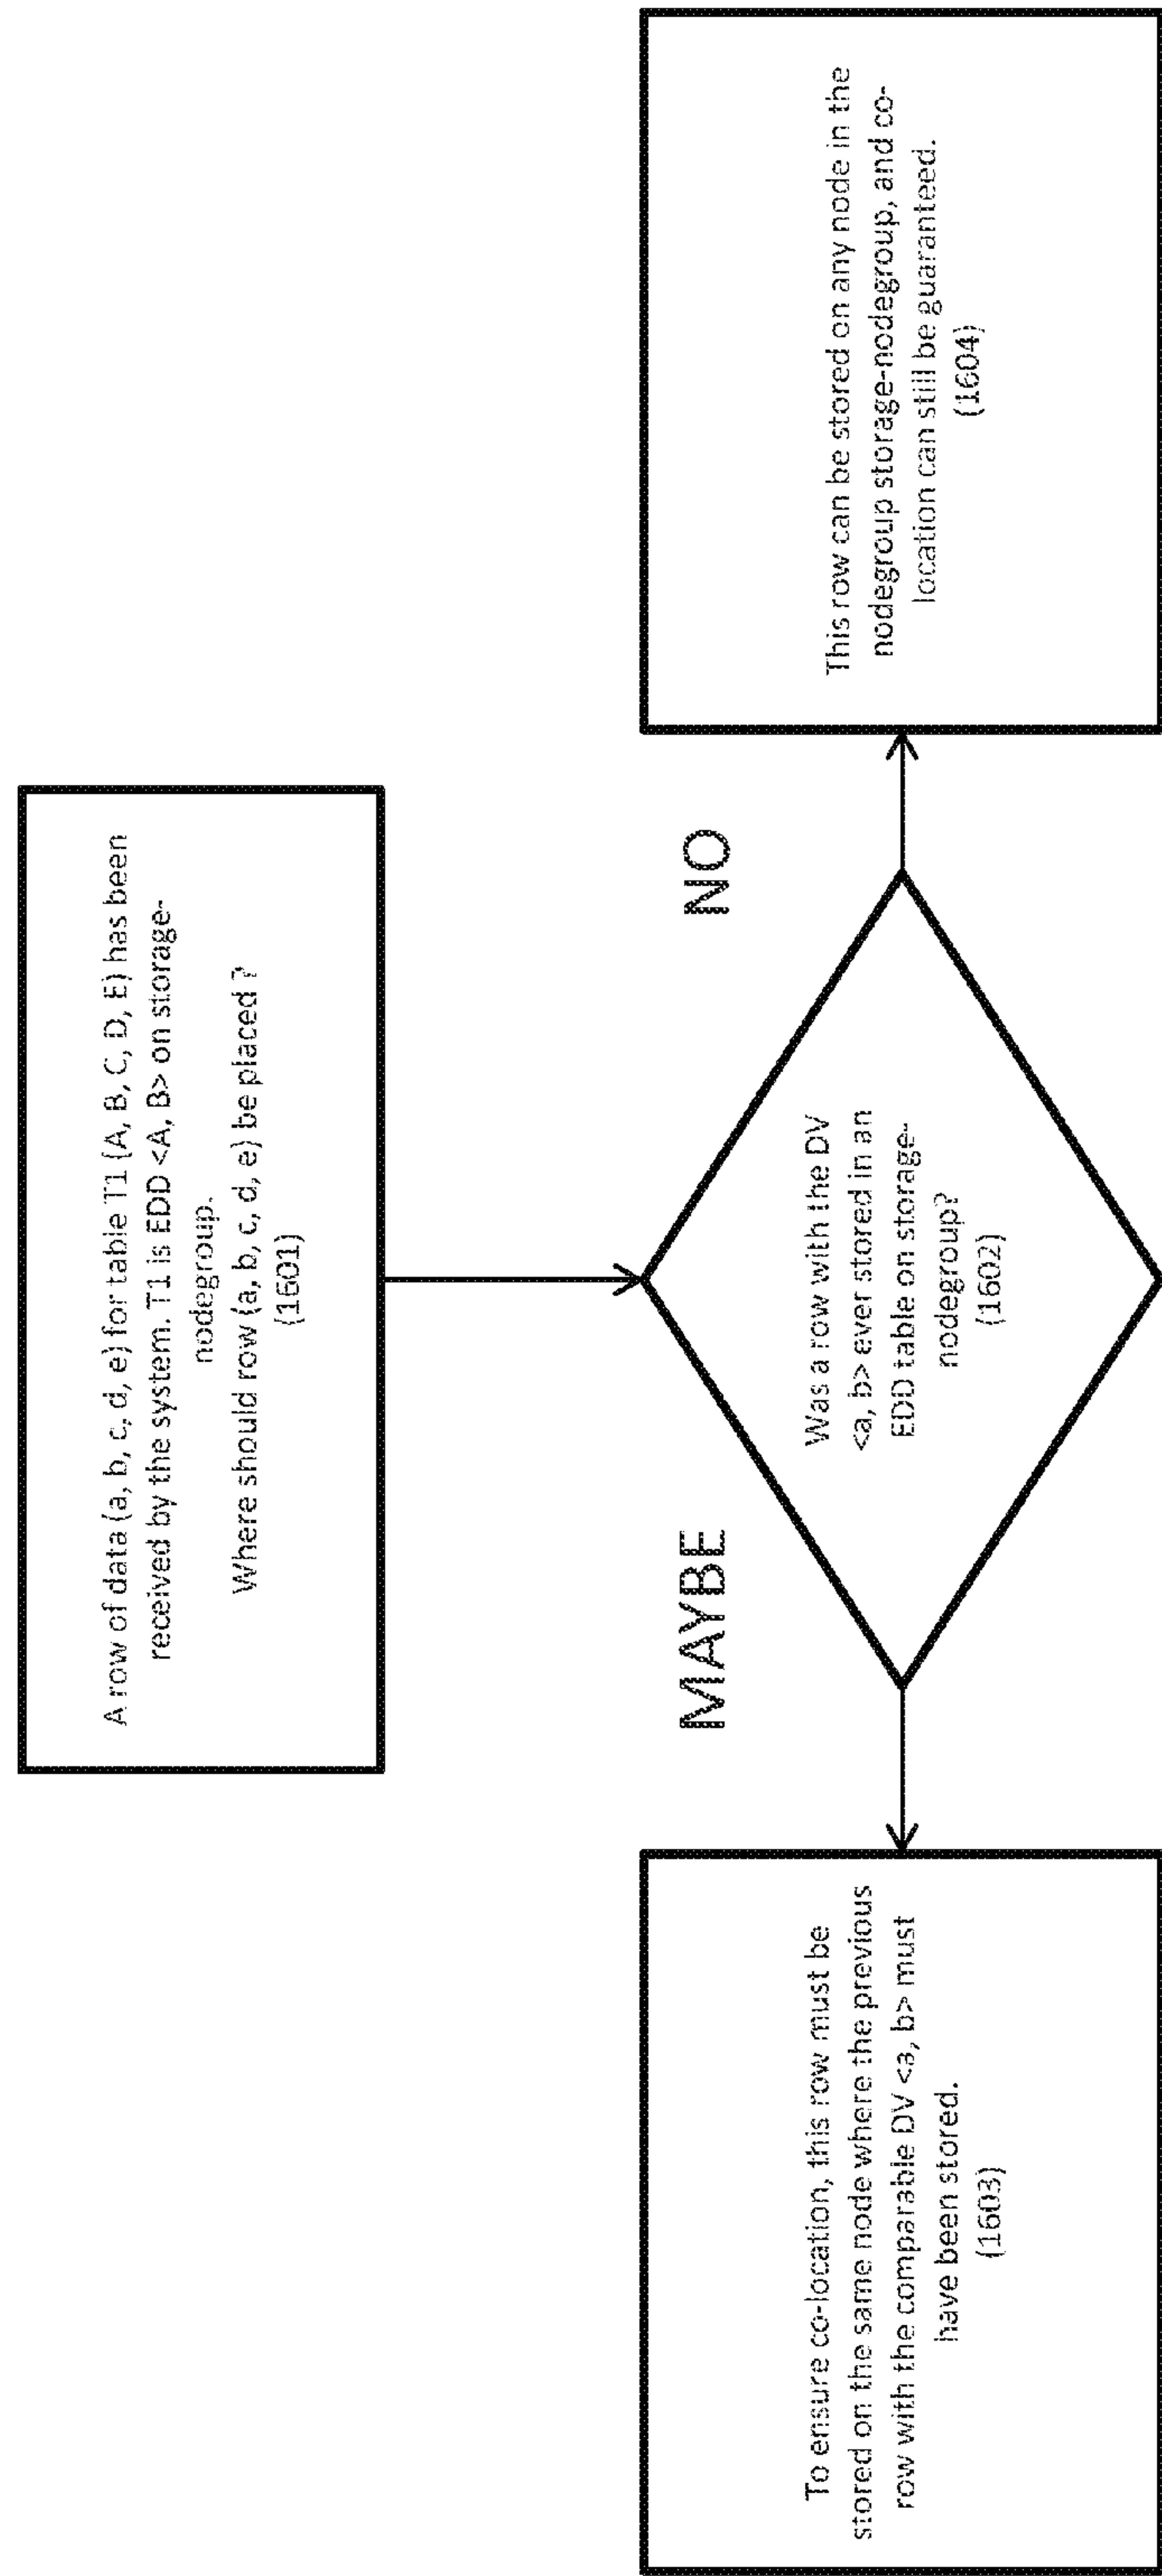 A row of data (a, b, c, d, e) for table T1 (A, B, C, D, E) has been
received by the system. T1 is EDD <A, B> on storage-
nodegroup.
Where should row (a, b, c, d, e) be placed ?
(1601)
MAYBE
NO
Was a row with the DV
<a, b> ever stored in an
EDD table on storage-
nodegroup?
(1602)
To ensure co-location, this row must be
stored on the same node where the previous
row with the comparable DV <a, b> must
have been stored.
(1603)
This row can be stored on any node in the
nodegroup storage-nodegroup, and co-
location can still be guaranteed.
(1604)